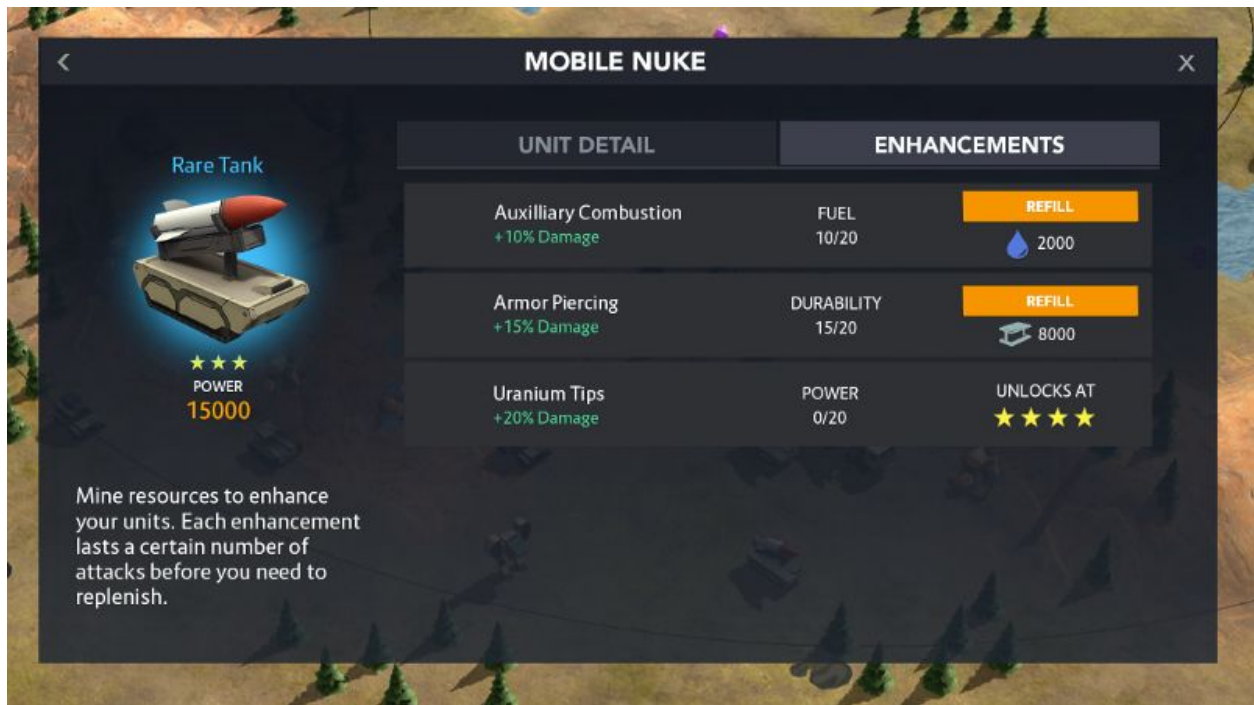 <
MOBILE NUKE
X
Rare Tank
POWER
15000
Mine resources to enhance
your units. Each enhancement
lasts a certain number of
attacks before you need to
replenish.
UNIT DETAIL
ENHANCEMENTS
Auxilliary Combustion
+10% Damage
FUEL
10/20
REFILL
2000
Armor Piercing
+15% Damage
DURABILITY
15/20
REFILL
8000
Uranium Tips
+20% Damage
POWER
0/20
UNLOCKS AT